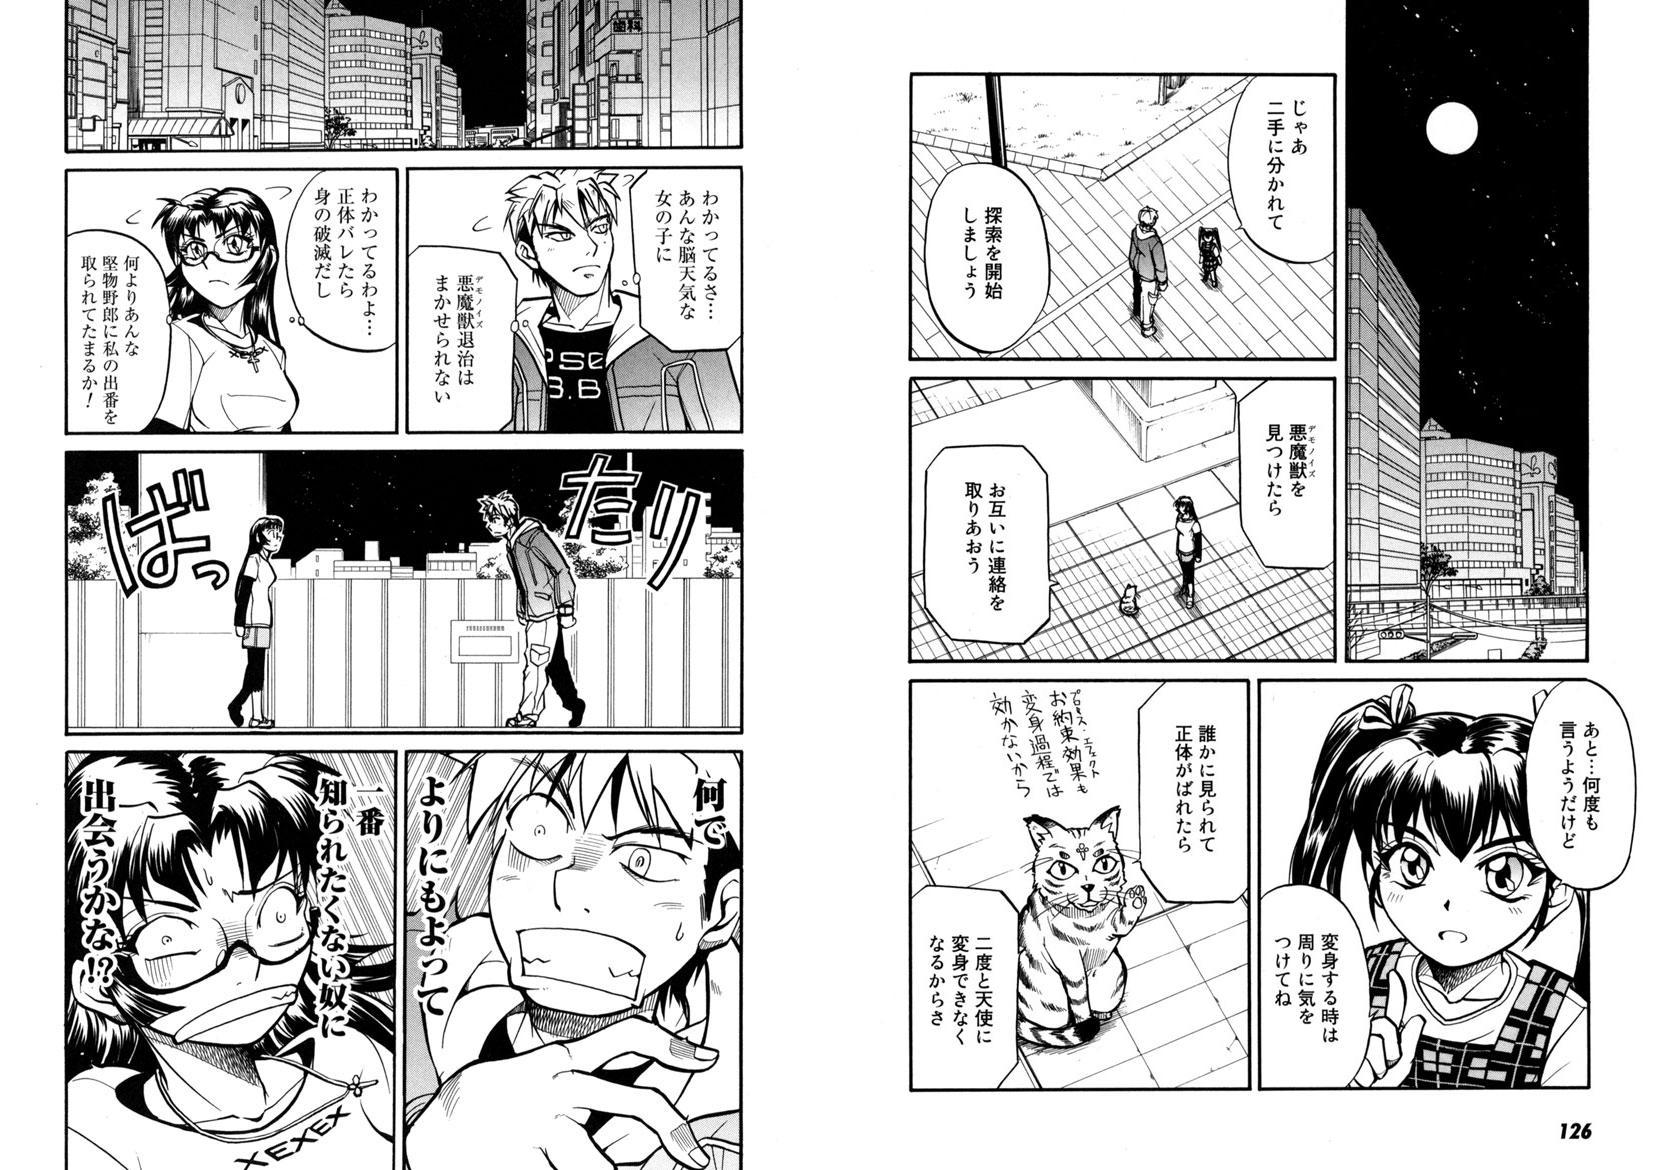 じゃあ
二手に分かれて
探索を開始
しましょう
悪魔獣を
デモノイズ
見つけたら
お互いに連絡を
取りあおう
あと…何度も
言うようだけど
変身する時は
周りに気を
つけてね
誰かに見られて
正体がばれたら
プロミス・エフェクト
お約束効果も
変身過程では
効かないから
二度と天使に
変身できなく
なるからさ
126
歯科
わかってるさ…
あんな脳天気な
女の子に
悪魔獣退治は
デモノイズ
まかせられない
PSO
B.B
わかってるわよ…
正体バレたら
身の破滅だし
何よりあんな
堅物野郎に私の出番を
取られてたまるか！
XEXEX
ばったり
何で
よりにもよって
一番
知られたくない奴に
出会うかな!?
XEXEX